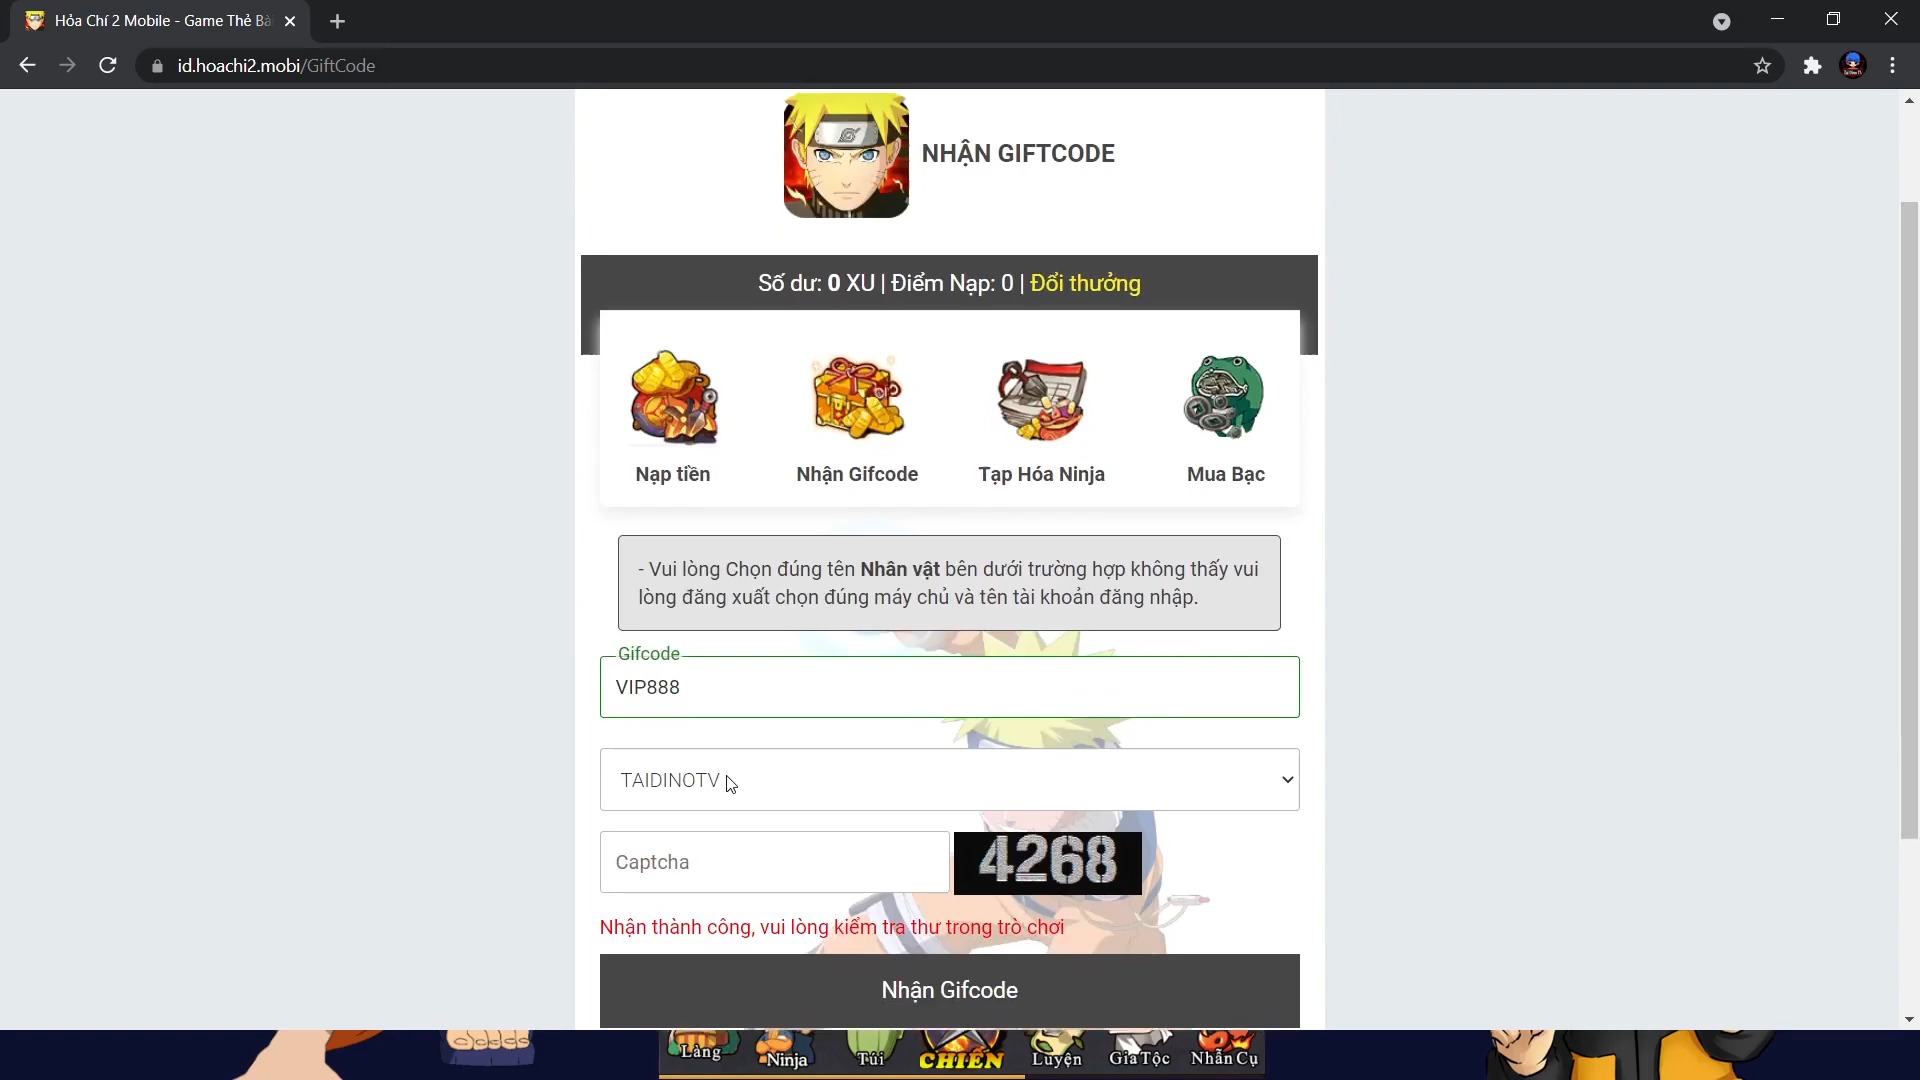 Hỏa Chí 2 Mobile - Game Thẻ Bài
id.hoachi2.mobi/GiftCode
NHẬN GIFTCODE
Số dư: 0 XU | Điểm Nạp: 0 | Đổi thưởng
Nạp tiền
Nhận Gifcode
Tạp Hóa Ninja
Mua Bạc
- Vui lòng Chọn đúng tên Nhân vật bên dưới trường hợp không thấy vui
lòng đăng xuất chọn đúng máy chủ và tên tài khoản đăng nhập.
Gifcode
VIP888
TAIDINOTV
Captcha
4268
Nhận thành công, vui lòng kiểm tra thư trong trò chơi
Nhận Gifcode
Làng
Ninja
Túi
CHIẾN
Luyện
Gia Tộc
Nhẫn Cụ